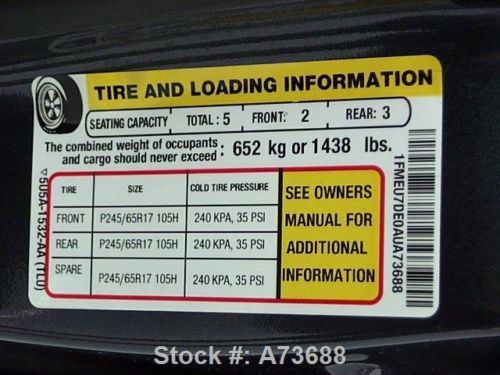 TIRE AND LOADING INFORMATION
SEATING CAPACITY TOTAL: 5 FRONT: 2 REAR: 3
The combined weight of occupants and cargo should never exceed: 652 kg or 1438 lbs.
TIRE SIZE COLD TIRE PRESSURE
FRONT P245/65R17 105H 240 KPA, 35 PSI
REAR P245/65R17 105H 240 KPA, 35 PSI
SPARE P245/65R17 105H 240 KPA, 35 PSI
SEE OWNERS
MANUAL FOR
ADDITIONAL
INFORMATION
1FMEU7DE0AUA73688
▽5U5A-1532-AA (TL0)
Stock #: A73688